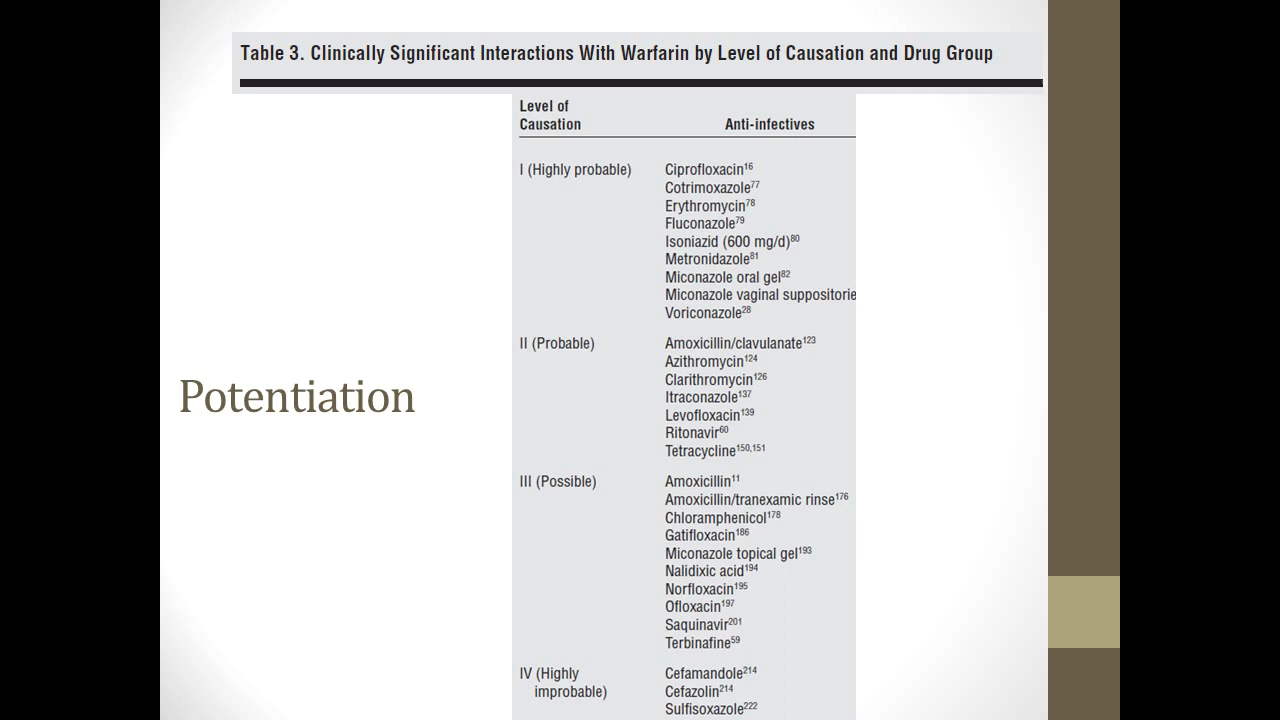 Table 3. Clinically Significant Interactions With Warfarin by Level of Causation and Drug Group
Level of
Causation
Anti-infectives
I (Highly probable)
Ciprofloxacin16
Cotrimoxazole77
Erythromycin78
Fluconazole79
Isoniazid (600 mg/d)80
Metronidazole81
Miconazole oral gel82
Miconazole vaginal suppositorie
Voriconazole28
II (Probable)
Amoxicillin/clavulanate123
Azithromycin124
Clarithromycin126
Itraconazole137
Levofloxacin139
Ritonavir60
Tetracycline150,151
III (Possible)
Amoxicillin11
Amoxicillin/tranexamic rinse176
Chloramphenicol178
Gatifloxacin186
Miconazole topical gel193
Nalidixic acid194
Norfloxacin195
Ofloxacin197
Saquinavir201
Terbinafine59
IV (Highly
improbable)
Cefamandole214
Cefazolin214
Sulfisoxazole222
Potentiation